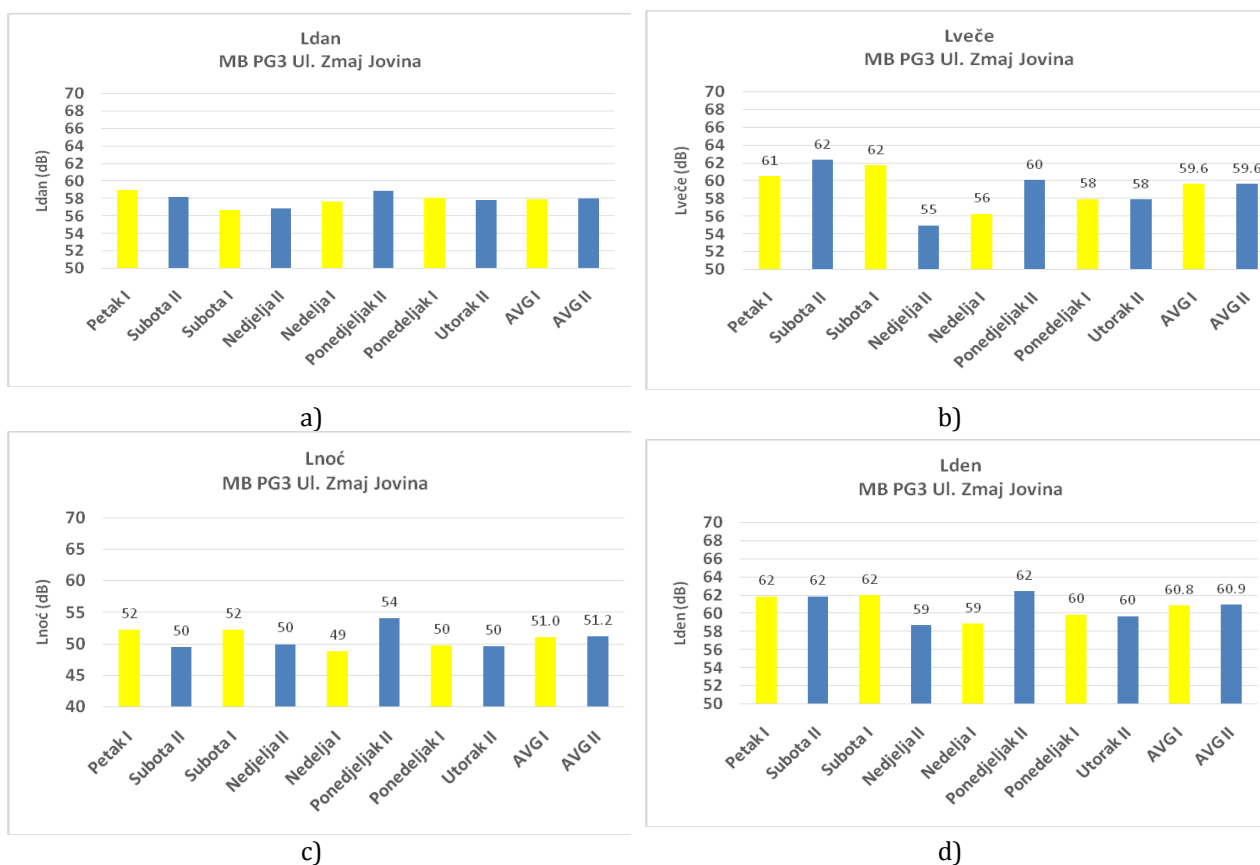 Ldan
MB PG3 Ul. Zmaj Jovina
Ldan (dB)
70
68
66
64
62
60
58
56
54
52
50
Petak I
Subota II
Subota I
Nedjelja II
Nedelja I
Ponedjeljak II
Ponedeljak I
Utorak II
AVG I
AVG II
a)
Lveče
MB PG3 Ul. Zmaj Jovina
Lveče (dB)
70
68
66
64
62
60
58
56
54
52
50
61
62
62
55
56
60
58
58
59.6
59.6
Petak I
Subota II
Subota I
Nedjelja II
Nedelja I
Ponedjeljak II
Ponedeljak I
Utorak II
AVG I
AVG II
b)
Lnoć
MB PG3 Ul. Zmaj Jovina
Lnoć (dB)
70
65
60
55
50
45
40
52
50
52
50
49
54
50
50
51.0
51.2
Petak I
Subota II
Subota I
Nedjelja II
Nedelja I
Ponedjeljak II
Ponedeljak I
Utorak II
AVG I
AVG II
c)
Lden
MB PG3 Ul. Zmaj Jovina
Lden (dB)
70
68
66
64
62
60
58
56
54
52
50
62
62
62
59
59
62
60
60
60.8
60.9
Petak I
Subota II
Subota I
Nedjelja II
Nedelja I
Ponedjeljak II
Ponedeljak I
Utorak II
AVG I
AVG II
d)